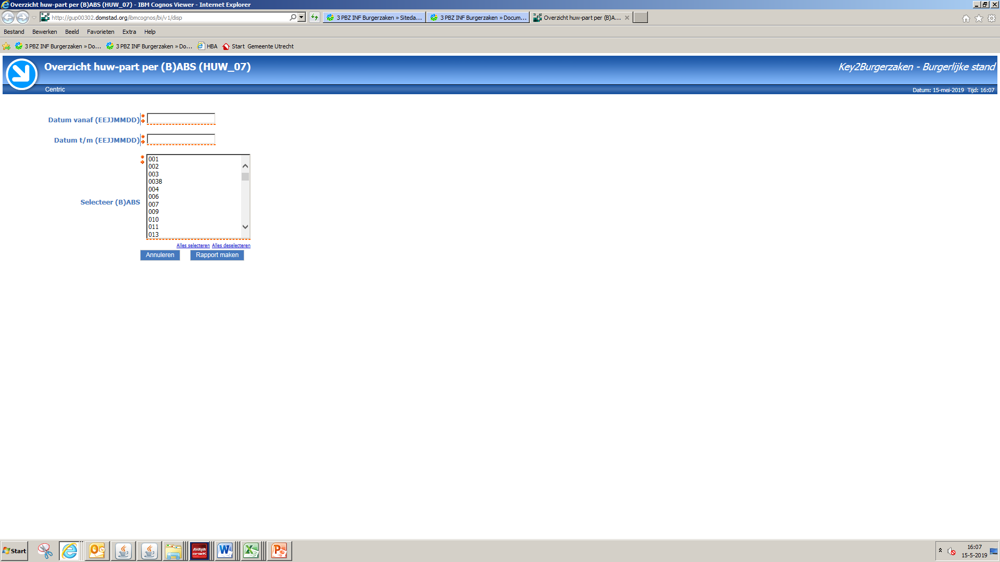 Overzicht huw-part per (B)ABS (HUW_07) - IBM Cognos Viewer - Internet Explorer
http://gup00302.domstad.org/ibmcognos/bi/v1/disp
3 PBZ INF Burgerzaken » Siteda...
3 PBZ INF Burgerzaken » Docum...
Overzicht huw-part per (B)A...
Bestand Bewerken Beeld Favorieten Extra Help
3 PBZ INF Burgerzaken » Do... 3 PBZ INF Burgerzaken » Do... HBA Start Gemeente Utrecht
Overzicht huw-part per (B)ABS (HUW_07)
Key2Burgerzaken - Burgerlijke stand
Centric
Datum: 15-mei-2019 Tijd: 16:07
Datum vanaf (EEJJMMDD)
Datum t/m (EEJJMMDD)
Selecteer (B)ABS
001
002
003
0038
004
006
007
009
010
011
013
Alles selecteren Alles deselecteren
Annuleren Rapport maken
Start
AVAYA
one-X
16:07
15-5-2019